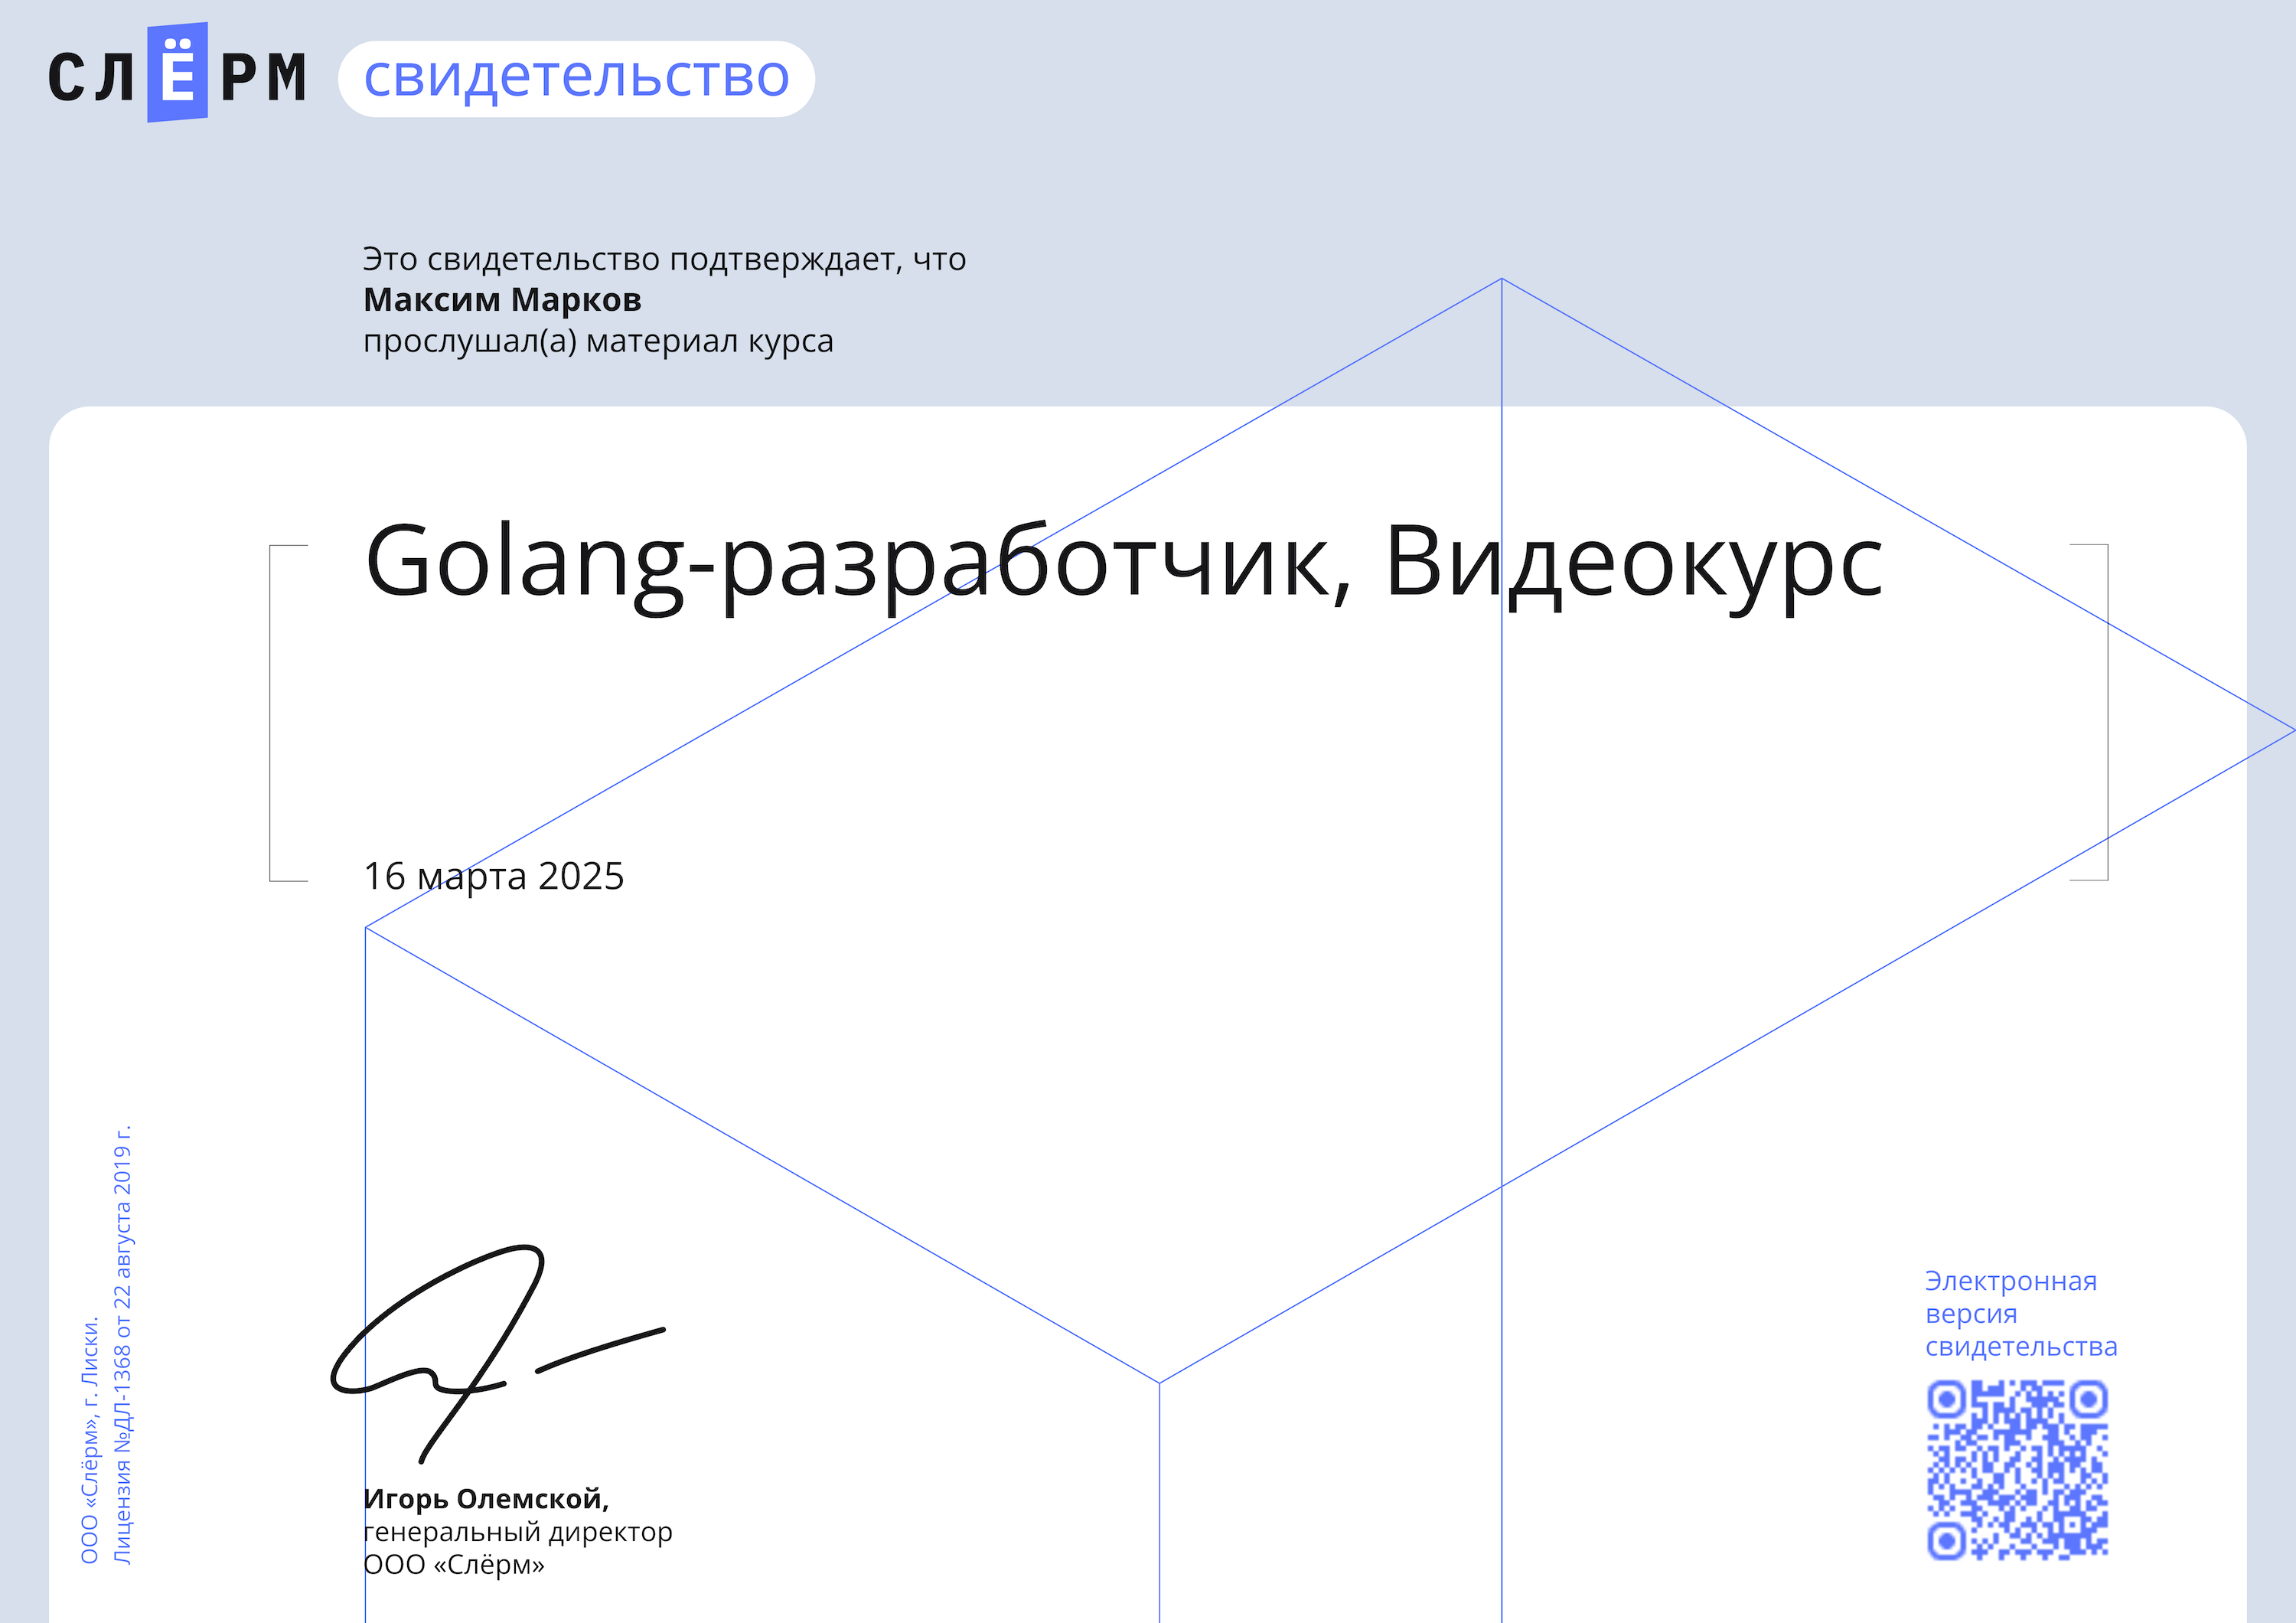 СЛЁРМ свидетельство
Это свидетельство подтверждает, что
Максим Марков
прослушал(а) материал курса
Golang-разработчик, Видеокурс
16 марта 2025
ООО «Слёрм», г. Лиски.
Лицензия №ДЛ-1368 от 22 августа 2019 г.
Игорь Олемской,
генеральный директор
ООО «Слёрм»
Электронная
версия
свидетельства